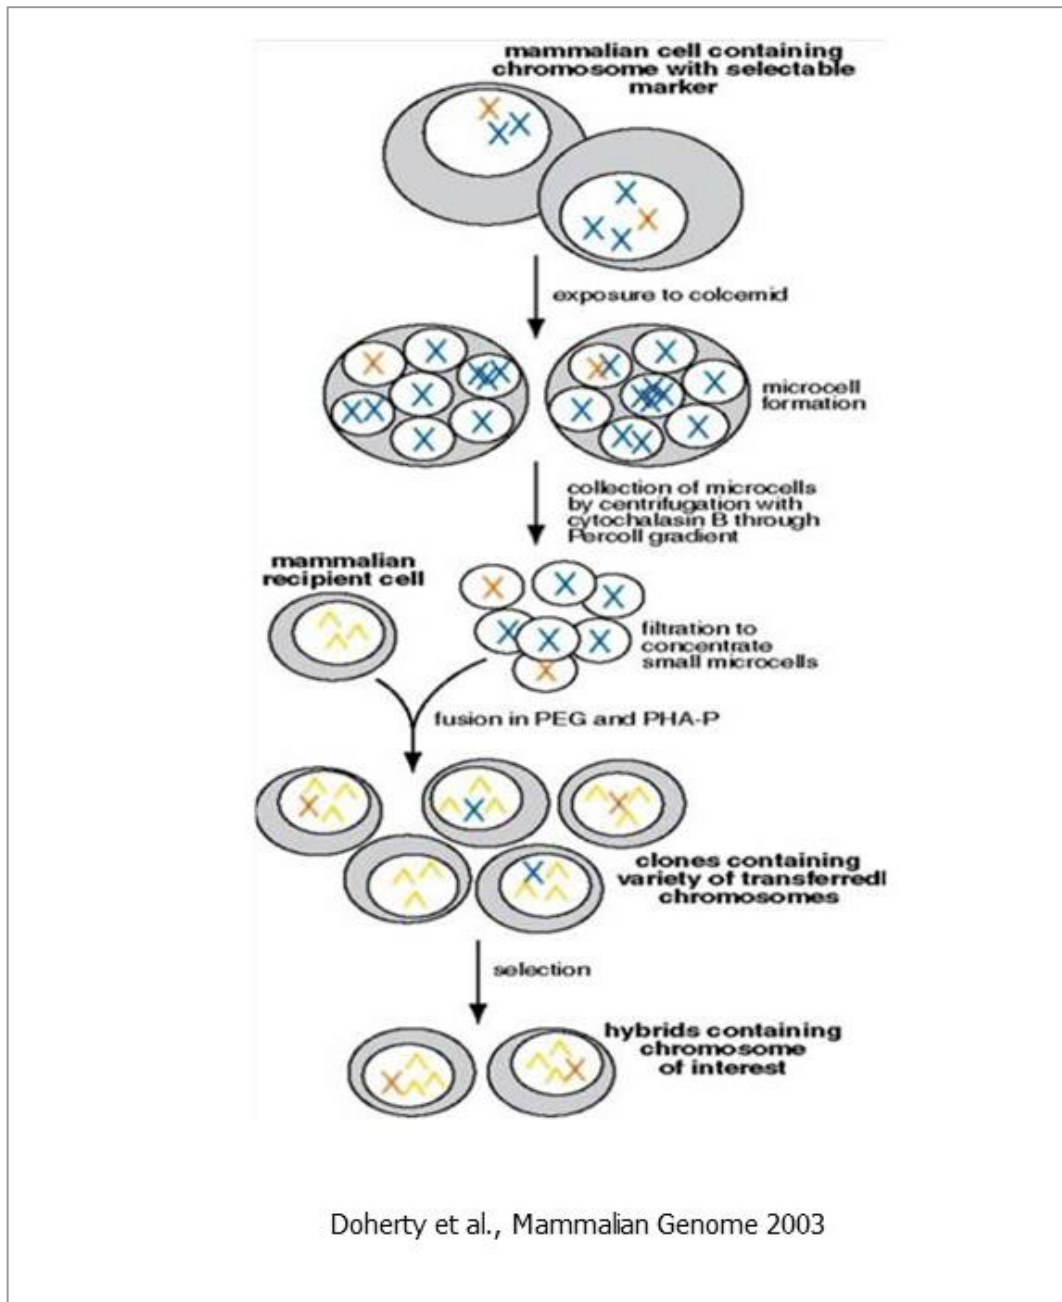 mammalian cell containing
chromosome with selectable
marker
exposure to colcemid
microcell
formation
collection of microcells
by centrifugation with
cytochalasin B through
Percoll gradient
mammalian
recipient cell
filtration to
concentrate
small microcells
fusion in PEG and PHA-P
clones containing
variety of transferredl
chromosomes
selection
hybrids containing
chromosome
of interest
Doherty et al., Mammalian Genome 2003